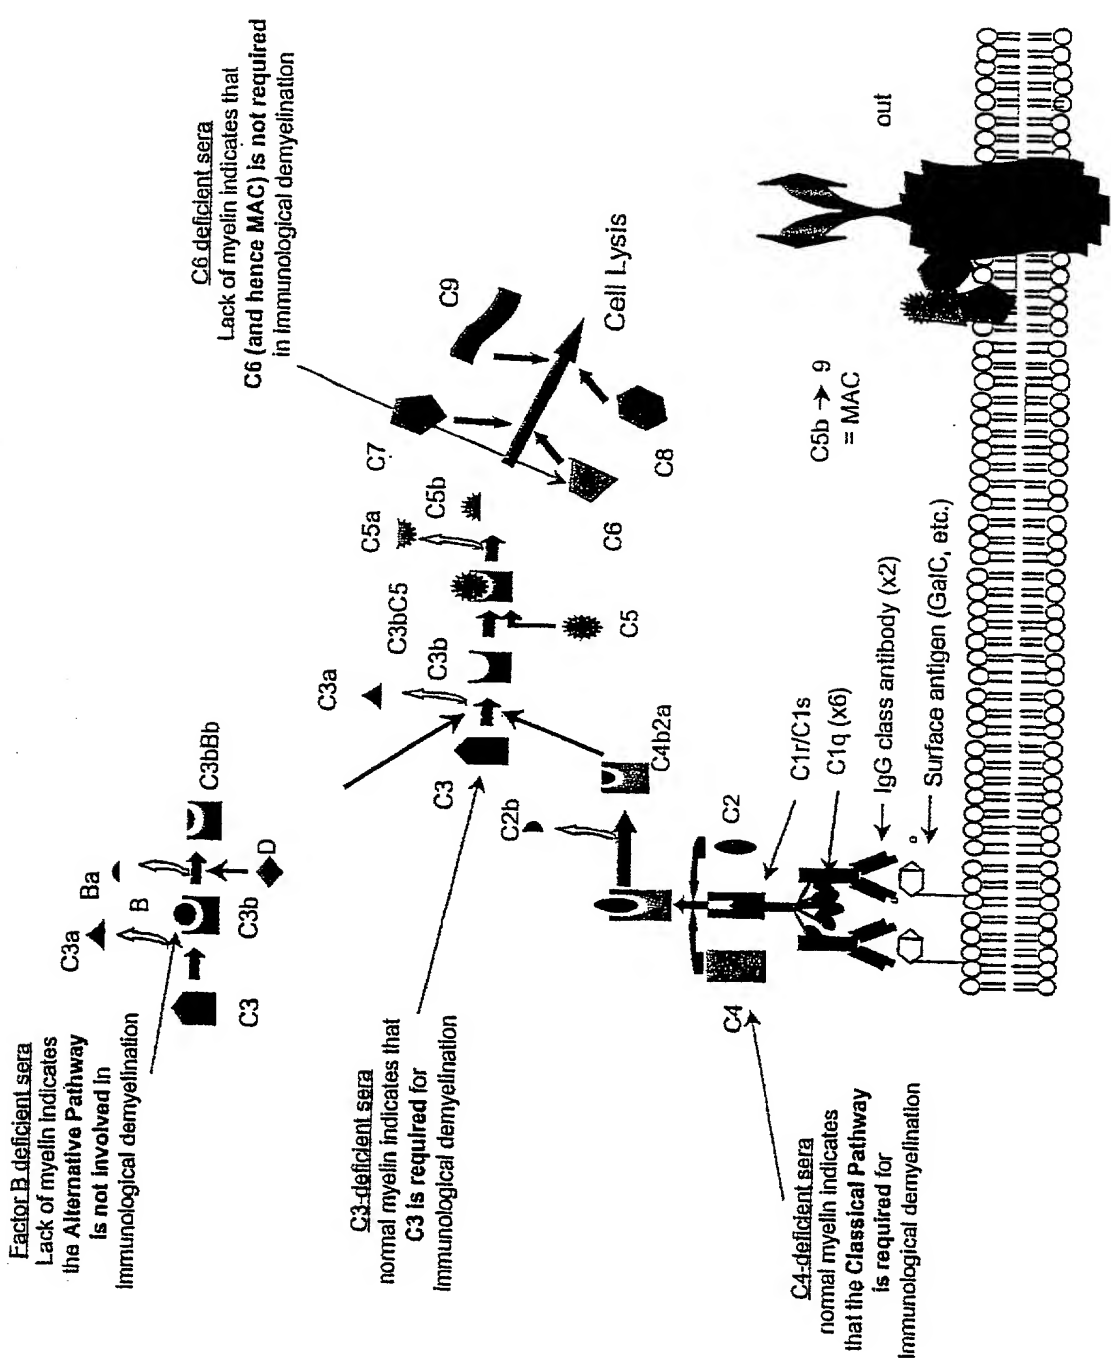 Factor B deficient sera
Lack of myelin indicates
the Alternative Pathway
is not involved in
immunological demyelination
C3a
Ba
B
C3
C3b
D
C3bBb
C6 deficient sera
Lack of myelin indicates that
C6 (and hence MAC) is not required
in immunological demyelination
C3-deficient sera
normal myelin indicates that
C3 is required for
immunological demyelination
C3
C3a
C3b
C3bC5
C5
C5a
C5b
C6
C7
C8
C9
Cell Lysis
C4-deficient sera
normal myelin indicates
that the Classical Pathway
is required for
immunological demyelination
C4
C2
C2b
C4b2a
C1r/C1s
C1q (x6)
IgG class antibody (x2)
Surface antigen (GalC, etc.)
C5b → 9
= MAC
out